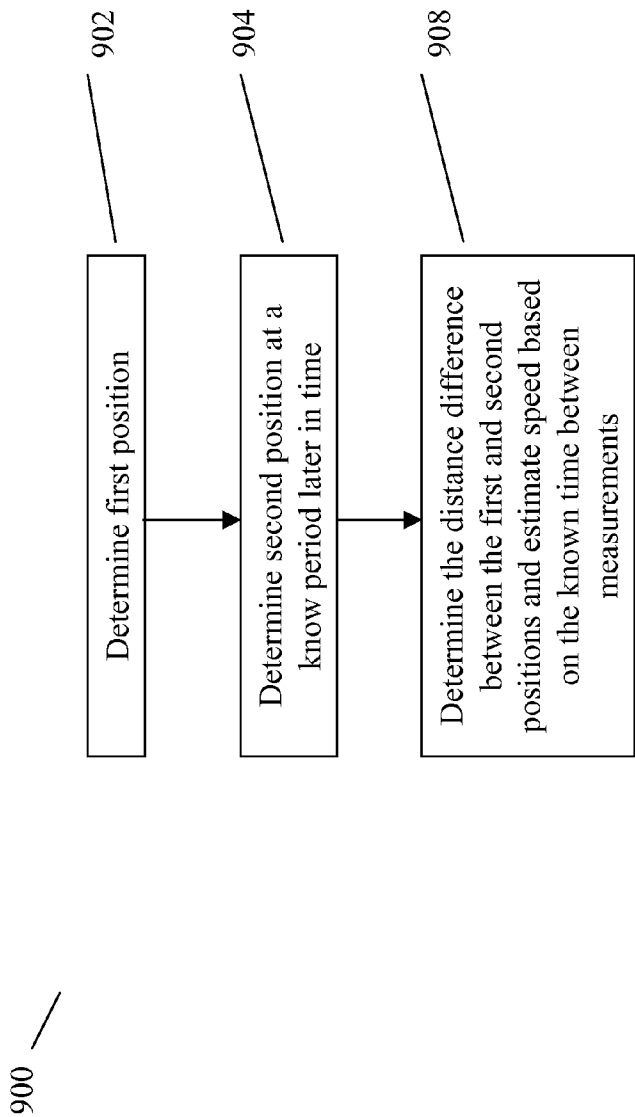 900
Determine first position
902
Determine second position at a
know period later in time
904
Determine the distance difference
between the first and second
positions and estimate speed based
on the known time between
measurements
908